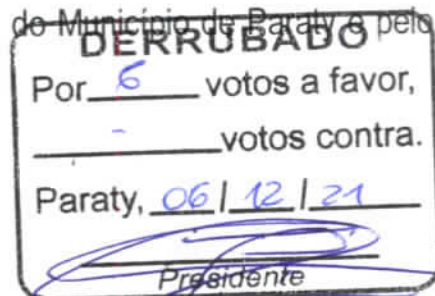 do Município de Paraty e pelo
DERRUBADO
Por 6 votos a favor,
- votos contra.
Paraty, 06 / 12 / 21
Presidente